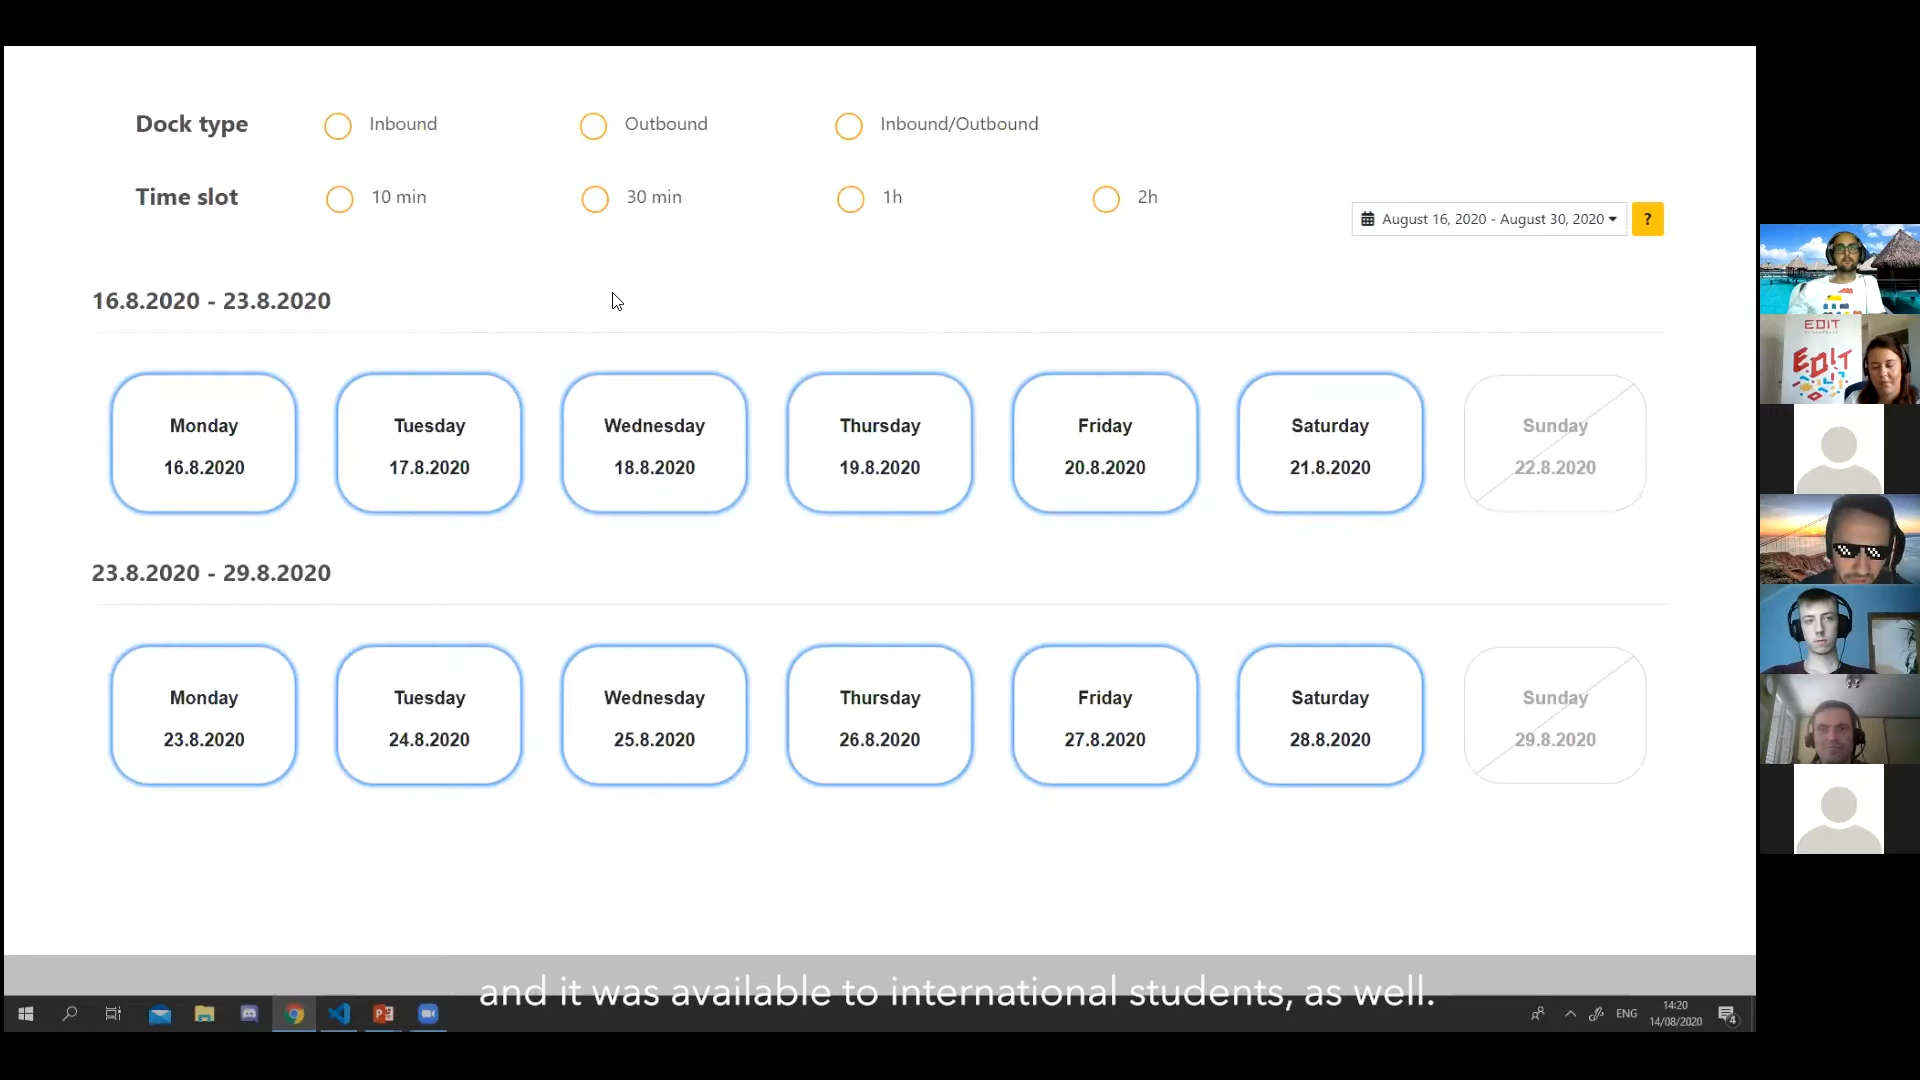 Dock type
Inbound
Outbound
Inbound/Outbound
Time slot
10 min
30 min
1h
2h
August 16, 2020 - August 30, 2020
?
16.8.2020 - 23.8.2020
Monday
16.8.2020
Tuesday
17.8.2020
Wednesday
18.8.2020
Thursday
19.8.2020
Friday
20.8.2020
Saturday
21.8.2020
Sunday
22.8.2020
23.8.2020 - 29.8.2020
Monday
23.8.2020
Tuesday
24.8.2020
Wednesday
25.8.2020
Thursday
26.8.2020
Friday
27.8.2020
Saturday
28.8.2020
Sunday
29.8.2020
EDIT
EDIT
and it was available to international students, as well.
ENG
14:20
14/08/2020
4